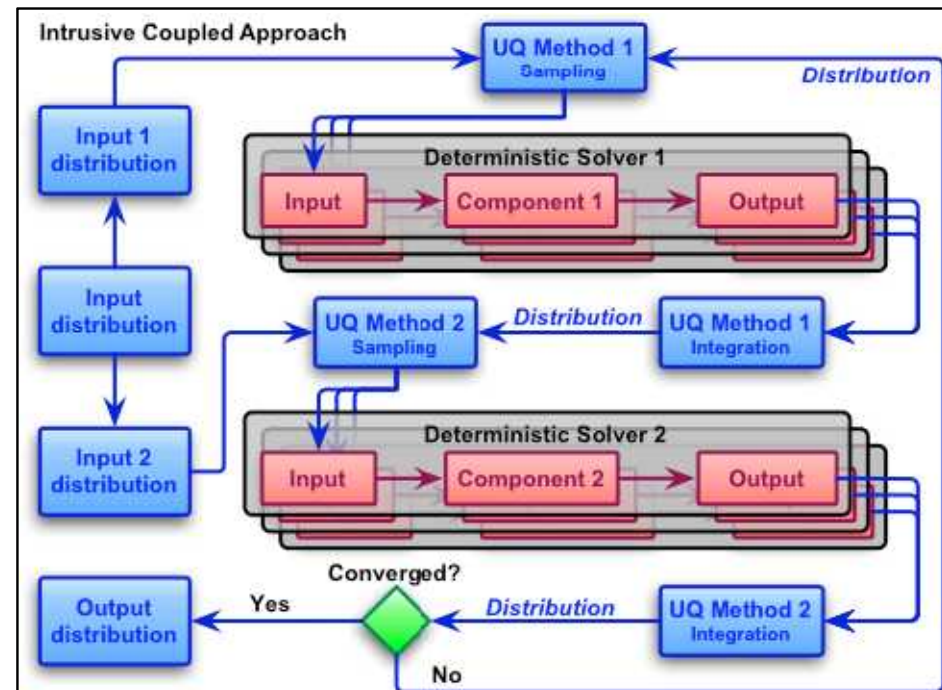 Intrusive Coupled Approach
UQ Method 1
Sampling
Distribution
Input 1
distribution
Deterministic Solver 1
Input
Component 1
Output
Input
distribution
UQ Method 2
Sampling
Distribution
UQ Method 1
Integration
Deterministic Solver 2
Input
Component 2
Output
Input 2
distribution
Converged?
Output
distribution
Yes
Distribution
UQ Method 2
Integration
No